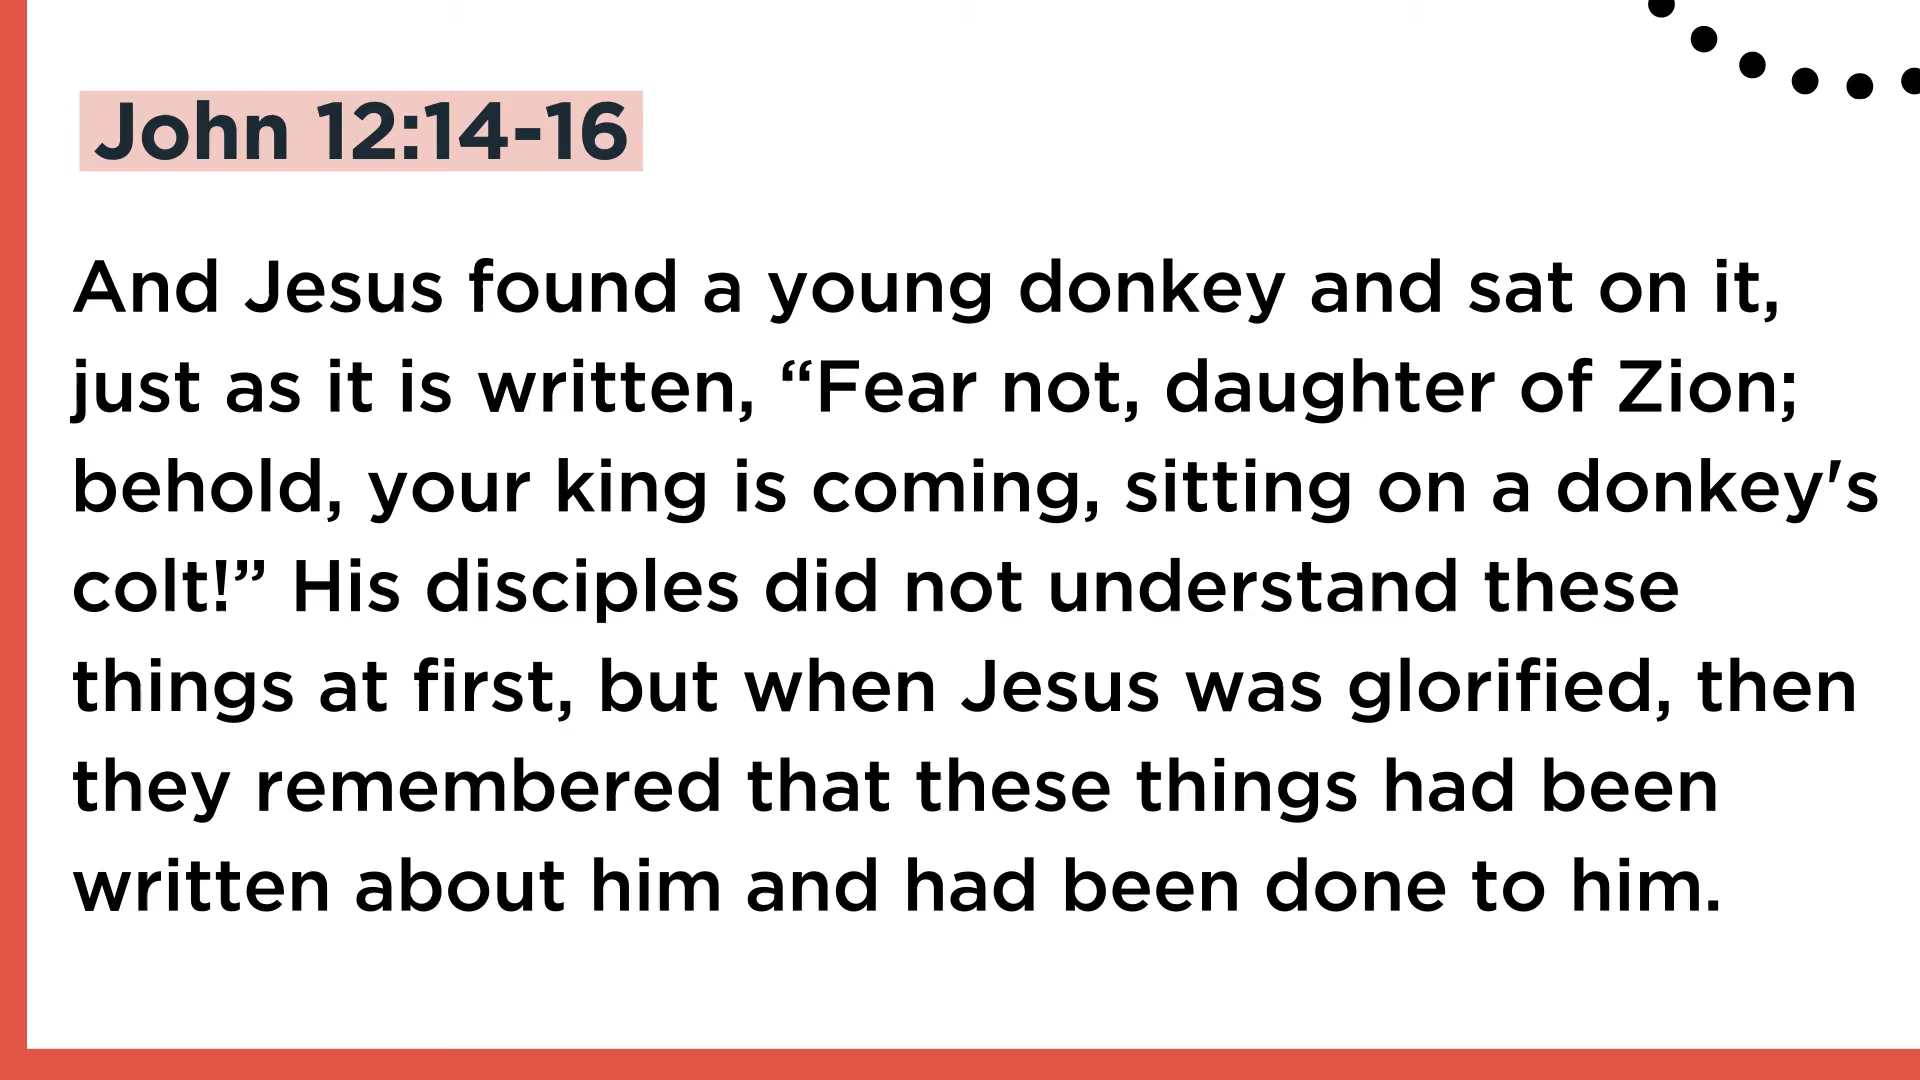 John 12:14-16
And Jesus found a young donkey and sat on it,
just as it is written, “Fear not, daughter of Zion;
behold, your king is coming, sitting on a donkey's
colt!” His disciples did not understand these
things at first, but when Jesus was glorified, then
they remembered that these things had been
written about him and had been done to him.